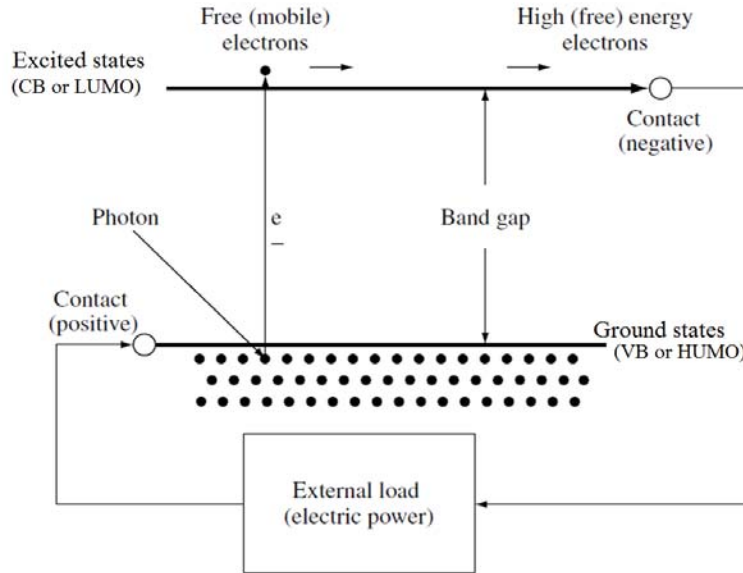 Free (mobile)
electrons
High (free) energy
electrons
Excited states
(CB or LUMO)
Contact
(negative)
Photon
e
–
Band gap
Contact
(positive)
Ground states
(VB or HUMO)
External load
(electric power)